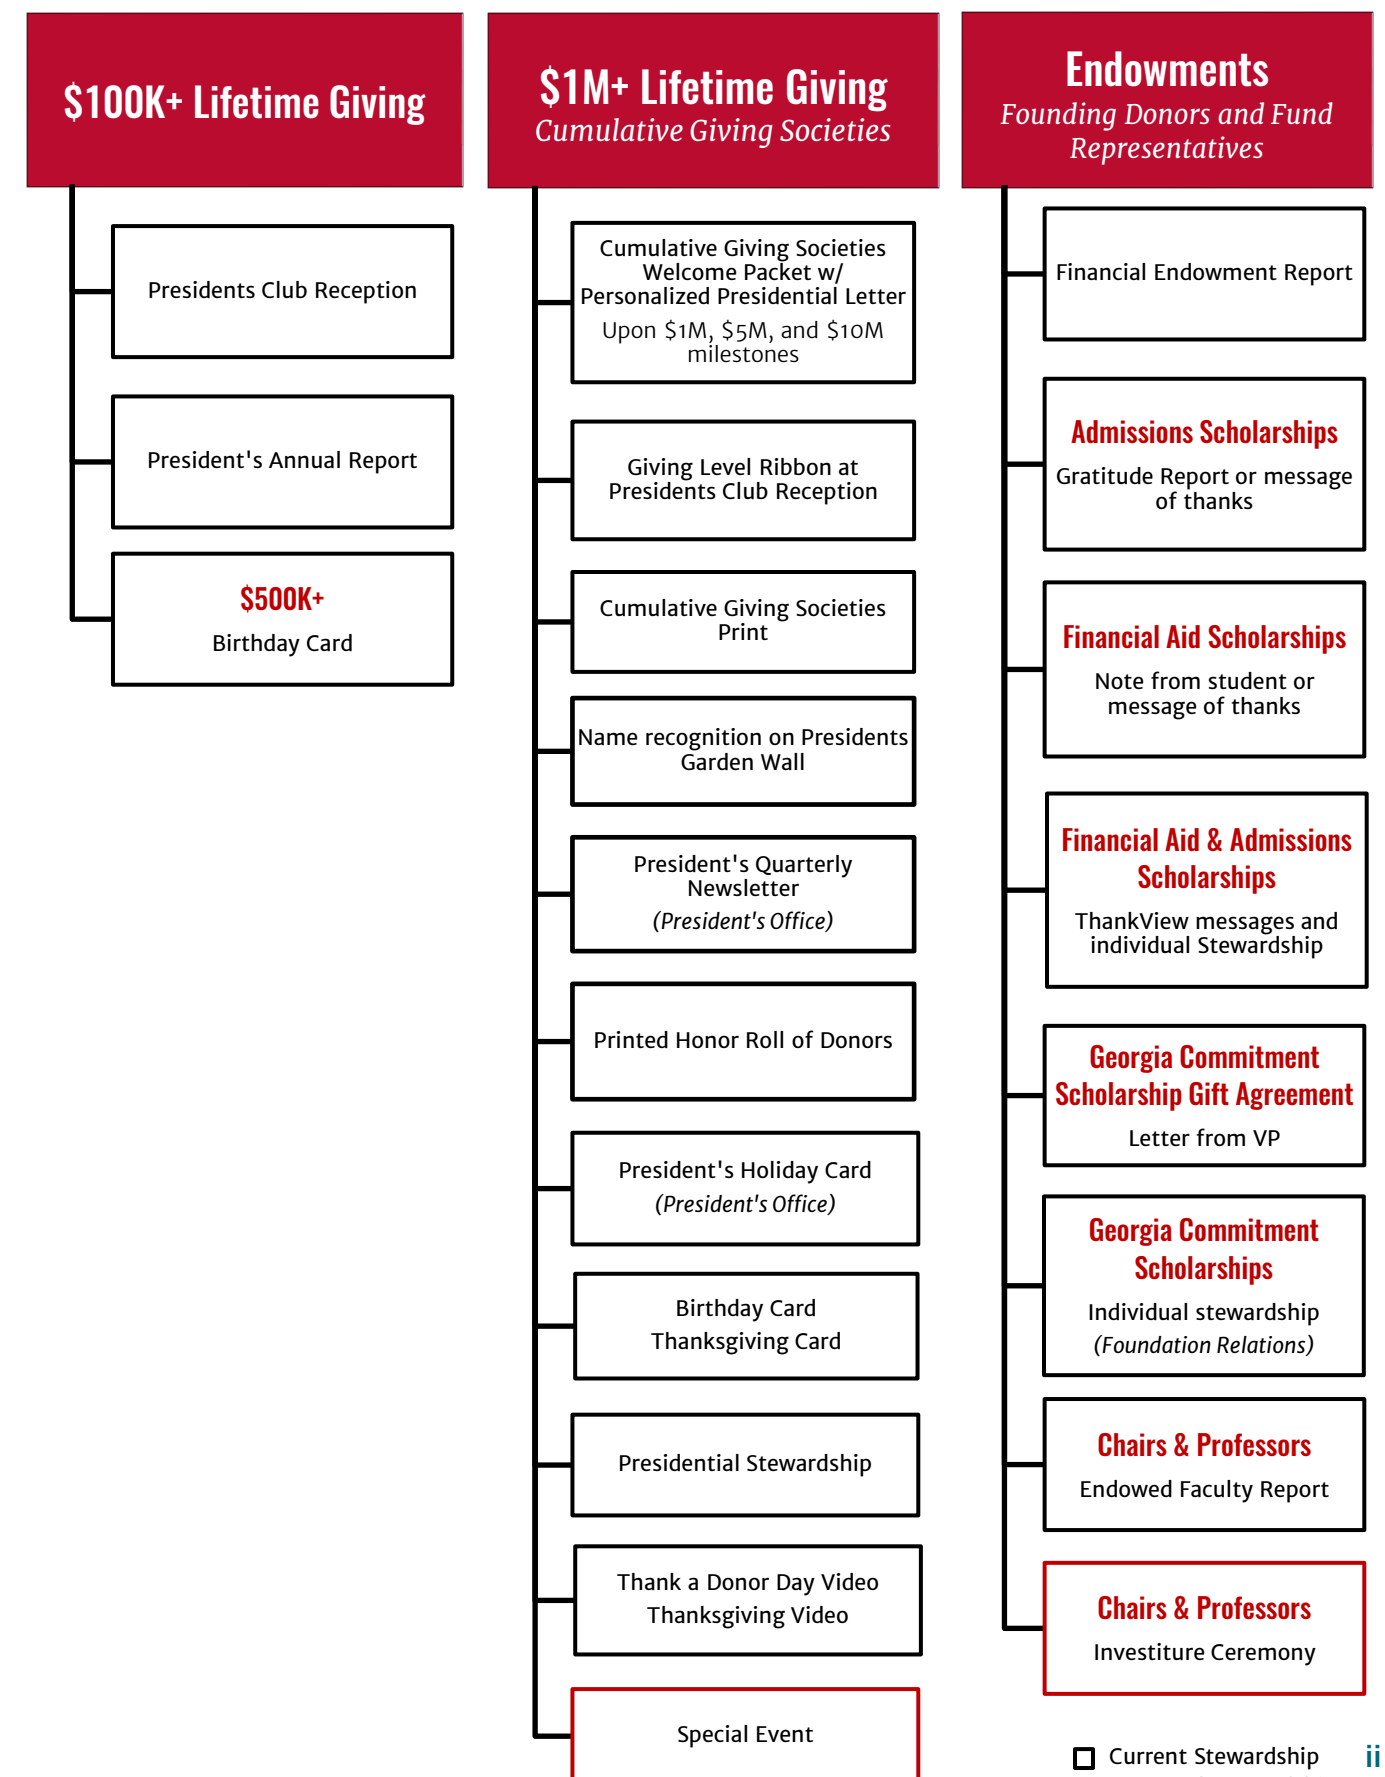 $100K+ Lifetime Giving
Presidents Club Reception
President's Annual Report
$500K+
Birthday Card
$1M+ Lifetime Giving
Cumulative Giving Societies
Cumulative Giving Societies
Welcome Packet w/
Personalized Presidential Letter
Upon $1M, $5M, and $10M
milestones
Giving Level Ribbon at
Presidents Club Reception
Cumulative Giving Societies
Print
Name recognition on Presidents
Garden Wall
President's Quarterly
Newsletter
(President's Office)
Printed Honor Roll of Donors
President's Holiday Card
(President's Office)
Birthday Card
Thanksgiving Card
Presidential Stewardship
Thank a Donor Day Video
Thanksgiving Video
Special Event
Endowments
Founding Donors and Fund
Representatives
Financial Endowment Report
Admissions Scholarships
Gratitude Report or message
of thanks
Financial Aid Scholarships
Note from student or
message of thanks
Financial Aid & Admissions
Scholarships
ThankView messages and
individual Stewardship
Georgia Commitment
Scholarship Gift Agreement
Letter from VP
Georgia Commitment
Scholarships
Individual stewardship
(Foundation Relations)
Chairs & Professors
Endowed Faculty Report
Chairs & Professors
Investiture Ceremony
Current Stewardship
ii